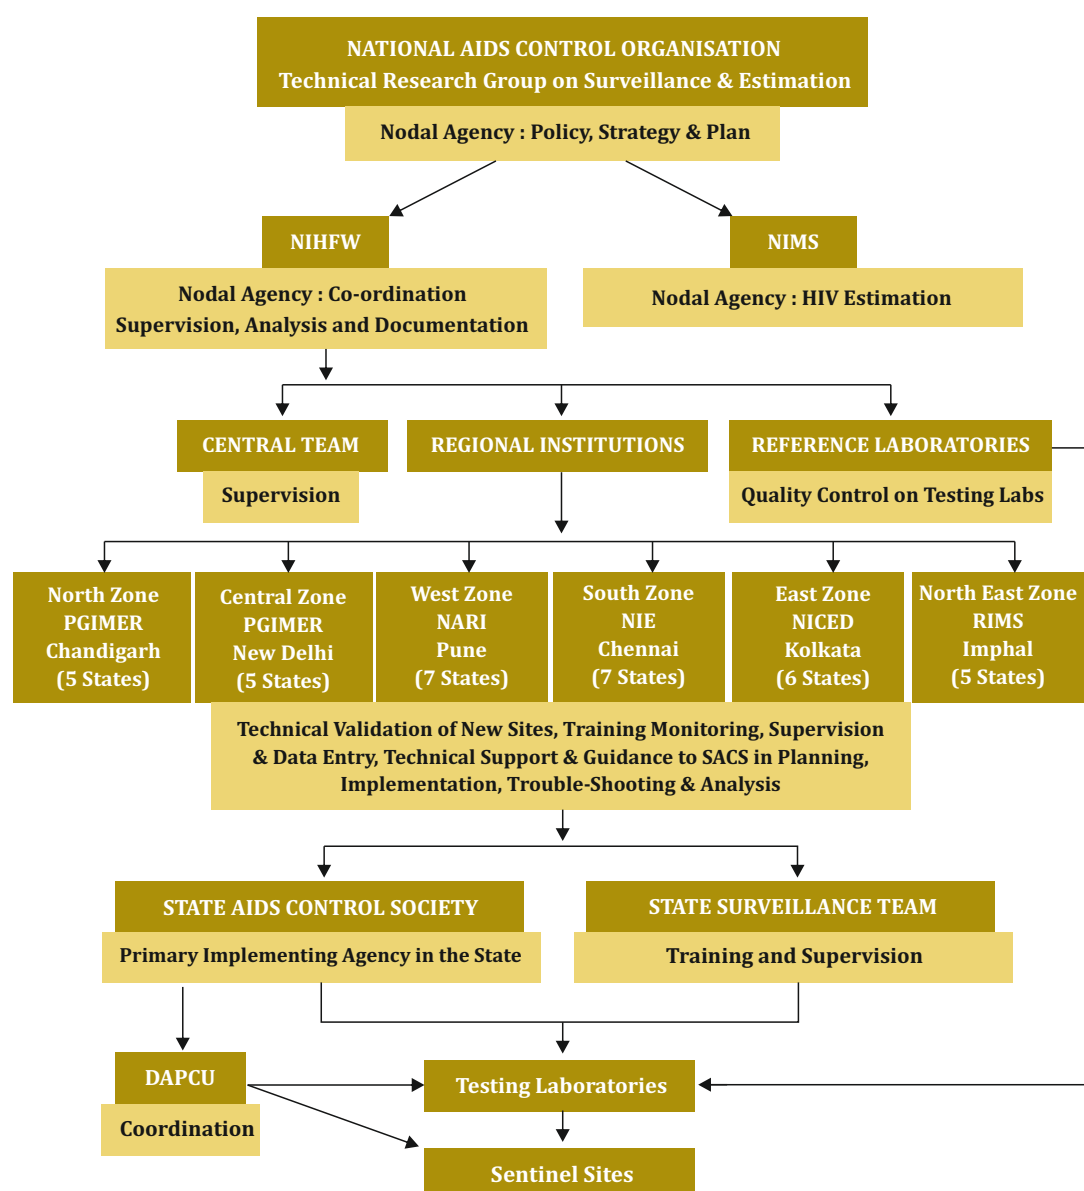 NATIONAL AIDS CONTROL ORGANISATION
Technical Research Group on Surveillance & Estimation
Nodal Agency : Policy, Strategy & Plan
NIHFW
NIMS
Nodal Agency : Co-ordination
Supervision, Analysis and Documentation
Nodal Agency : HIV Estimation
CENTRAL TEAM
Supervision
REGIONAL INSTITUTIONS
REFERENCE LABORATORIES
Quality Control on Testing Labs
North Zone
PGIMER
Chandigarh
(5 States)
Central Zone
PGIMER
New Delhi
(5 States)
West Zone
NARI
Pune
(7 States)
South Zone
NIE
Chennai
(7 States)
East Zone
NICED
Kolkata
(6 States)
North East Zone
RIMS
Imphal
(5 States)
Technical Validation of New Sites, Training Monitoring, Supervision
& Data Entry, Technical Support & Guidance to SACS in Planning,
Implementation, Trouble-Shooting & Analysis
STATE AIDS CONTROL SOCIETY
Primary Implementing Agency in the State
STATE SURVEILLANCE TEAM
Training and Supervision
DAPCU
Coordination
Testing Laboratories
Sentinel Sites